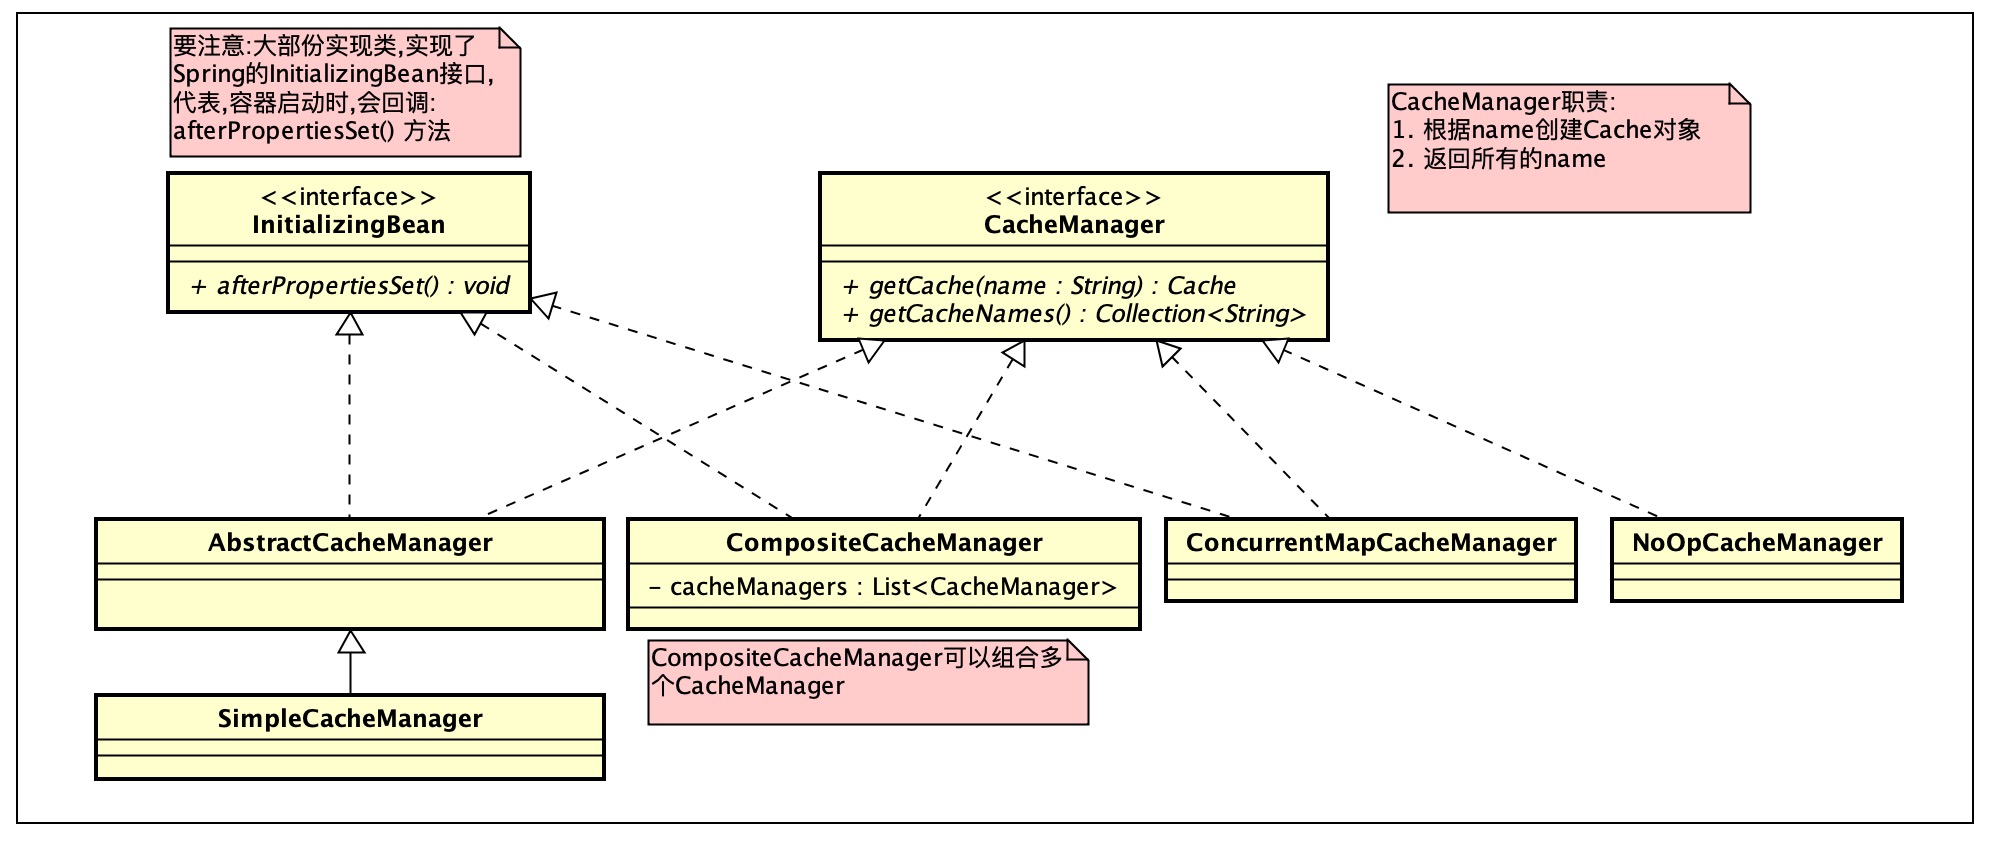 要注意:大部份实现类,实现了
Spring的InitializingBean接口,
代表,容器启动时,会回调:
afterPropertiesSet() 方法
CacheManager职责:
1. 根据name创建Cache对象
2. 返回所有的name
<<interface>>
InitializingBean
+ afterPropertiesSet() : void
<<interface>>
CacheManager
+ getCache(name : String) : Cache
+ getCacheNames() : Collection<String>
AbstractCacheManager
CompositeCacheManager
- cacheManagers : List<CacheManager>
ConcurrentMapCacheManager
NoOpCacheManager
CompositeCacheManager可以组合多
个CacheManager
SimpleCacheManager